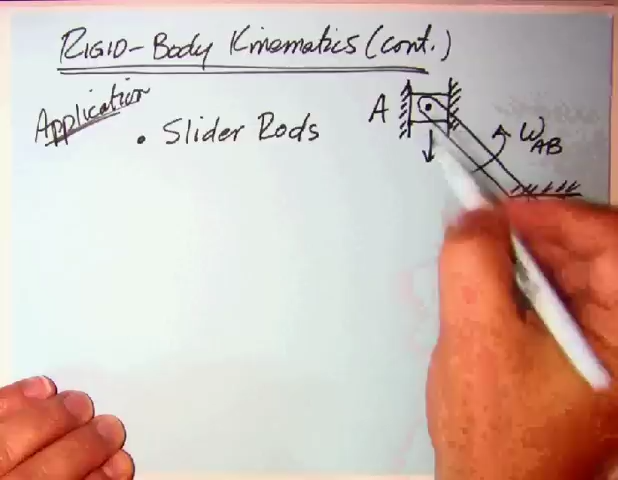 Rigid-Body Kinematics (cont.)
Application
• Slider Rods
A
ω_AB